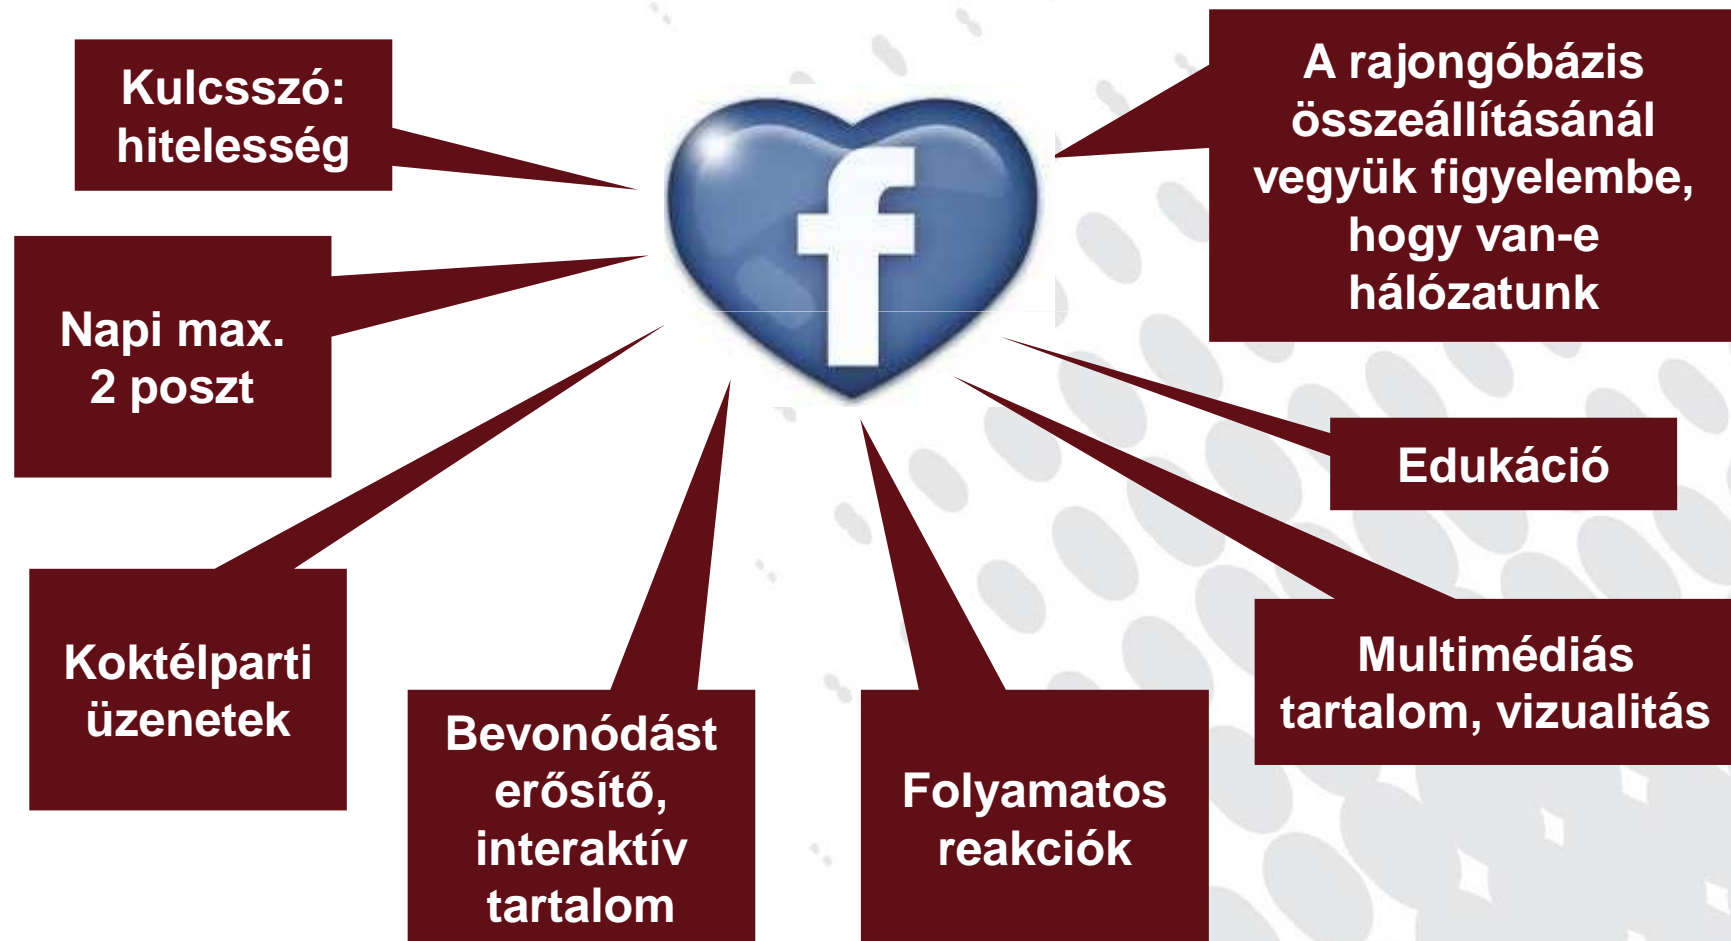 Kulcsszó:
hitelesség
Napi max.
2 poszt
Koktélparti
üzenetek
Bevonódást
erősítő,
interaktív
tartalom
Folyamatos
reakciók
Multimédiás
tartalom, vizualitás
Edukáció
A rajongóbázis
összeállításánál
vegyük figyelembe,
hogy van-e
hálózatunk
f